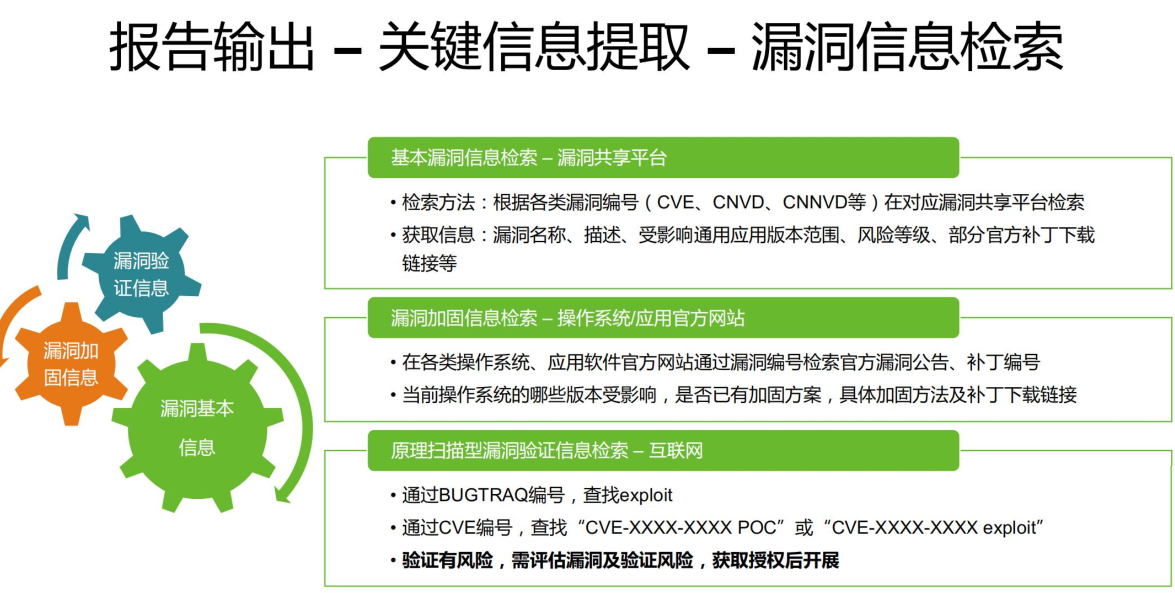 报告输出 – 关键信息提取 – 漏洞信息检索
基本漏洞信息检索 – 漏洞共享平台
• 检索方法：根据各类漏洞编号（CVE、CNVD、CNNVD等）在对应漏洞共享平台检索
• 获取信息：漏洞名称、描述、受影响通用应用版本范围、风险等级、部分官方补丁下载
链接等
漏洞加固信息检索 – 操作系统/应用官方网站
• 在各类操作系统、应用软件官方网站通过漏洞编号检索官方漏洞公告、补丁编号
• 当前操作系统的哪些版本受影响，是否已有加固方案，具体加固方法及补丁下载链接
原理扫描型漏洞验证信息检索 – 互联网
• 通过BUGTRAQ编号，查找exploit
• 通过CVE编号，查找“CVE-XXXX-XXXX POC”或“CVE-XXXX-XXXX exploit”
• 验证有风险，需评估漏洞及验证风险，获取授权后开展
漏洞验
证信息
漏洞加
固信息
漏洞基本
信息